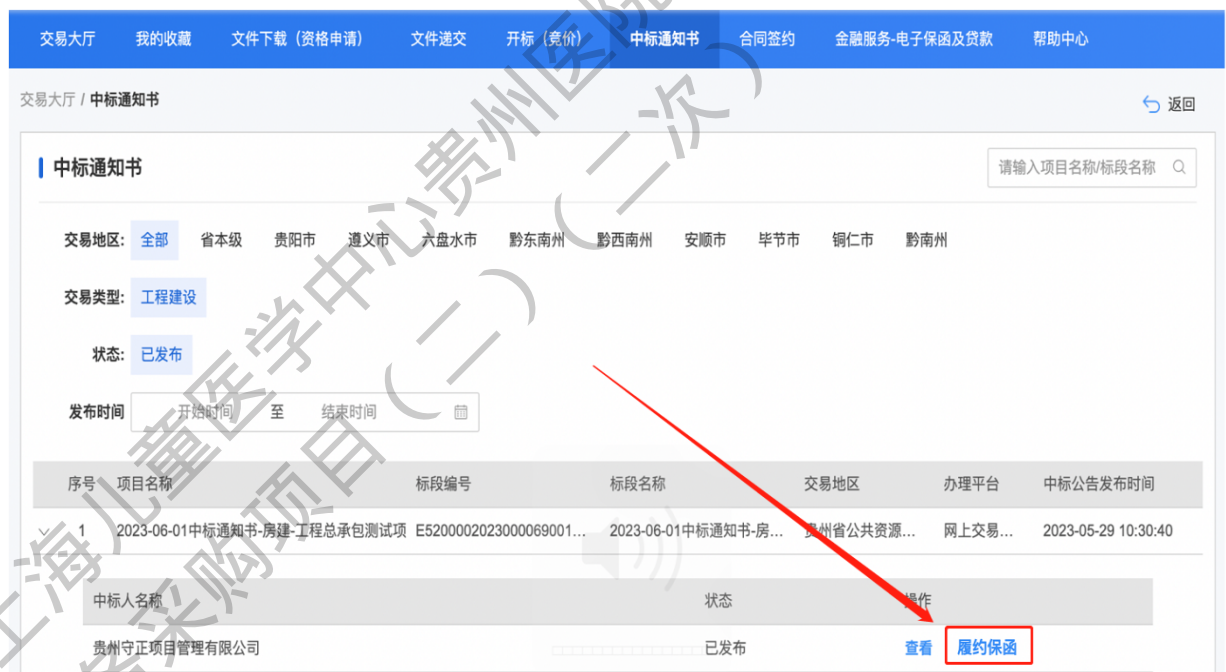 交易大厅 我的收藏 文件下载（资格申请） 文件递交 开标（竞价） 中标通知书 合同签约 金融服务-电子保函及贷款 帮助中心
交易大厅 / 中标通知书 返回
中标通知书 请输入项目名称/标段名称
交易地区: 全部 省本级 贵阳市 遵义市 六盘水市 黔东南州 黔西南州 安顺市 毕节市 铜仁市 黔南州
交易类型: 工程建设
状态: 已发布
发布时间 开始时间 至 结束时间
序号 项目名称 标段编号 标段名称 交易地区 办理平台 中标公告发布时间
1 2023-06-01中标通知书-房建-工程总承包测试项 E5200002023000069001... 2023-06-01中标通知书-房... 贵州省公共资源... 网上交易... 2023-05-29 10:30:40
中标人名称 状态 操作
贵州守正项目管理有限公司 已发布 查看 履约保函
上海儿童医学中心贵州医院
备采购项目（二）（二次）